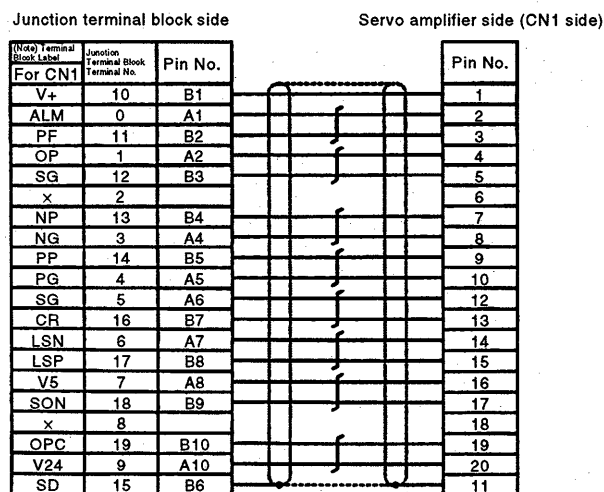 Junction terminal block side Servo amplifier side (CN1 side)
(Note) Terminal Block Label For CN1 Junotion Terminal Block Terminal No. Pin No. Pin No.
V+ 10 B1 1
ALM 0 A1 2
PF 11 B2 3
OP 1 A2 4
SG 12 B3 5
× 2 6
NP 13 B4 7
NG 3 A4 8
PP 14 B5 9
PG 4 A5 10
SG 5 A6 12
CR 16 B7 13
LSN 6 A7 14
LSP 17 B8 15
V5 7 A8 16
SON 18 B9 17
× 8 18
OPC 19 B10 19
V24 9 A10 20
SD 15 B6 11